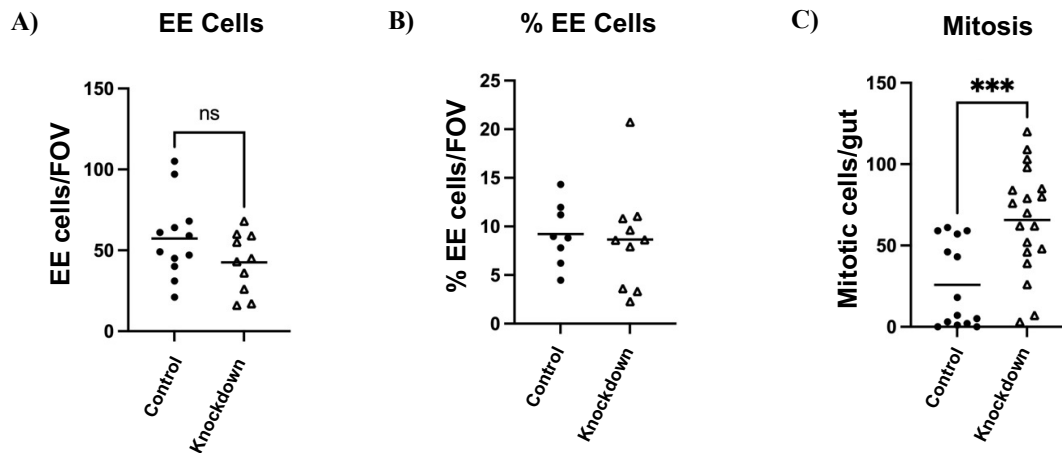 A) EE Cells
EE cells/FOV
150
100
50
0
ns
Control
Knockdown
B) % EE Cells
% EE cells/FOV
25
20
15
10
5
0
Control
Knockdown
C) Mitosis
Mitotic cells/gut
150
100
50
0
***
Control
Knockdown